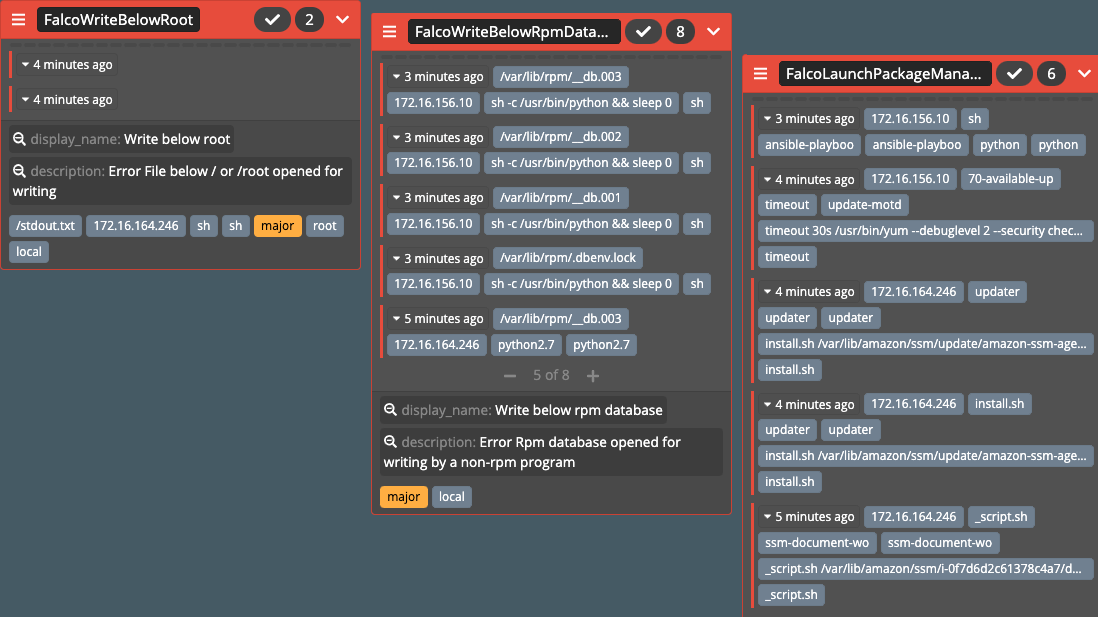 FalcoWriteBelowRoot 2
4 minutes ago
4 minutes ago
display_name: Write below root
description: Error File below / or /root opened for
writing
/stdout.txt 172.16.164.246 sh sh major root
local
FalcoWriteBelowRpmData... 8
3 minutes ago /var/lib/rpm/__db.003
172.16.156.10 sh -c /usr/bin/python && sleep 0 sh
3 minutes ago /var/lib/rpm/__db.002
172.16.156.10 sh -c /usr/bin/python && sleep 0 sh
3 minutes ago /var/lib/rpm/__db.001
172.16.156.10 sh -c /usr/bin/python && sleep 0 sh
3 minutes ago /var/lib/rpm/.dbenv.lock
172.16.156.10 sh -c /usr/bin/python && sleep 0 sh
5 minutes ago /var/lib/rpm/__db.003
172.16.164.246 python2.7 python2.7
5 of 8
display_name: Write below rpm database
description: Error Rpm database opened for
writing by a non-rpm program
major local
FalcoLaunchPackageMana... 6
3 minutes ago 172.16.156.10 sh
ansible-playboo ansible-playboo python python
4 minutes ago 172.16.156.10 70-available-up
timeout update-motd
timeout 30s /usr/bin/yum --debuglevel 2 --security chec...
timeout
4 minutes ago 172.16.164.246 updater
updater updater
install.sh /var/lib/amazon/ssm/update/amazon-ssm-age...
install.sh
4 minutes ago 172.16.164.246 install.sh
updater updater
install.sh /var/lib/amazon/ssm/update/amazon-ssm-age...
install.sh
5 minutes ago 172.16.164.246 _script.sh
ssm-document-wo ssm-document-wo
_script.sh /var/lib/amazon/ssm/i-0f7d6d2c61378c4a7/d...
_script.sh